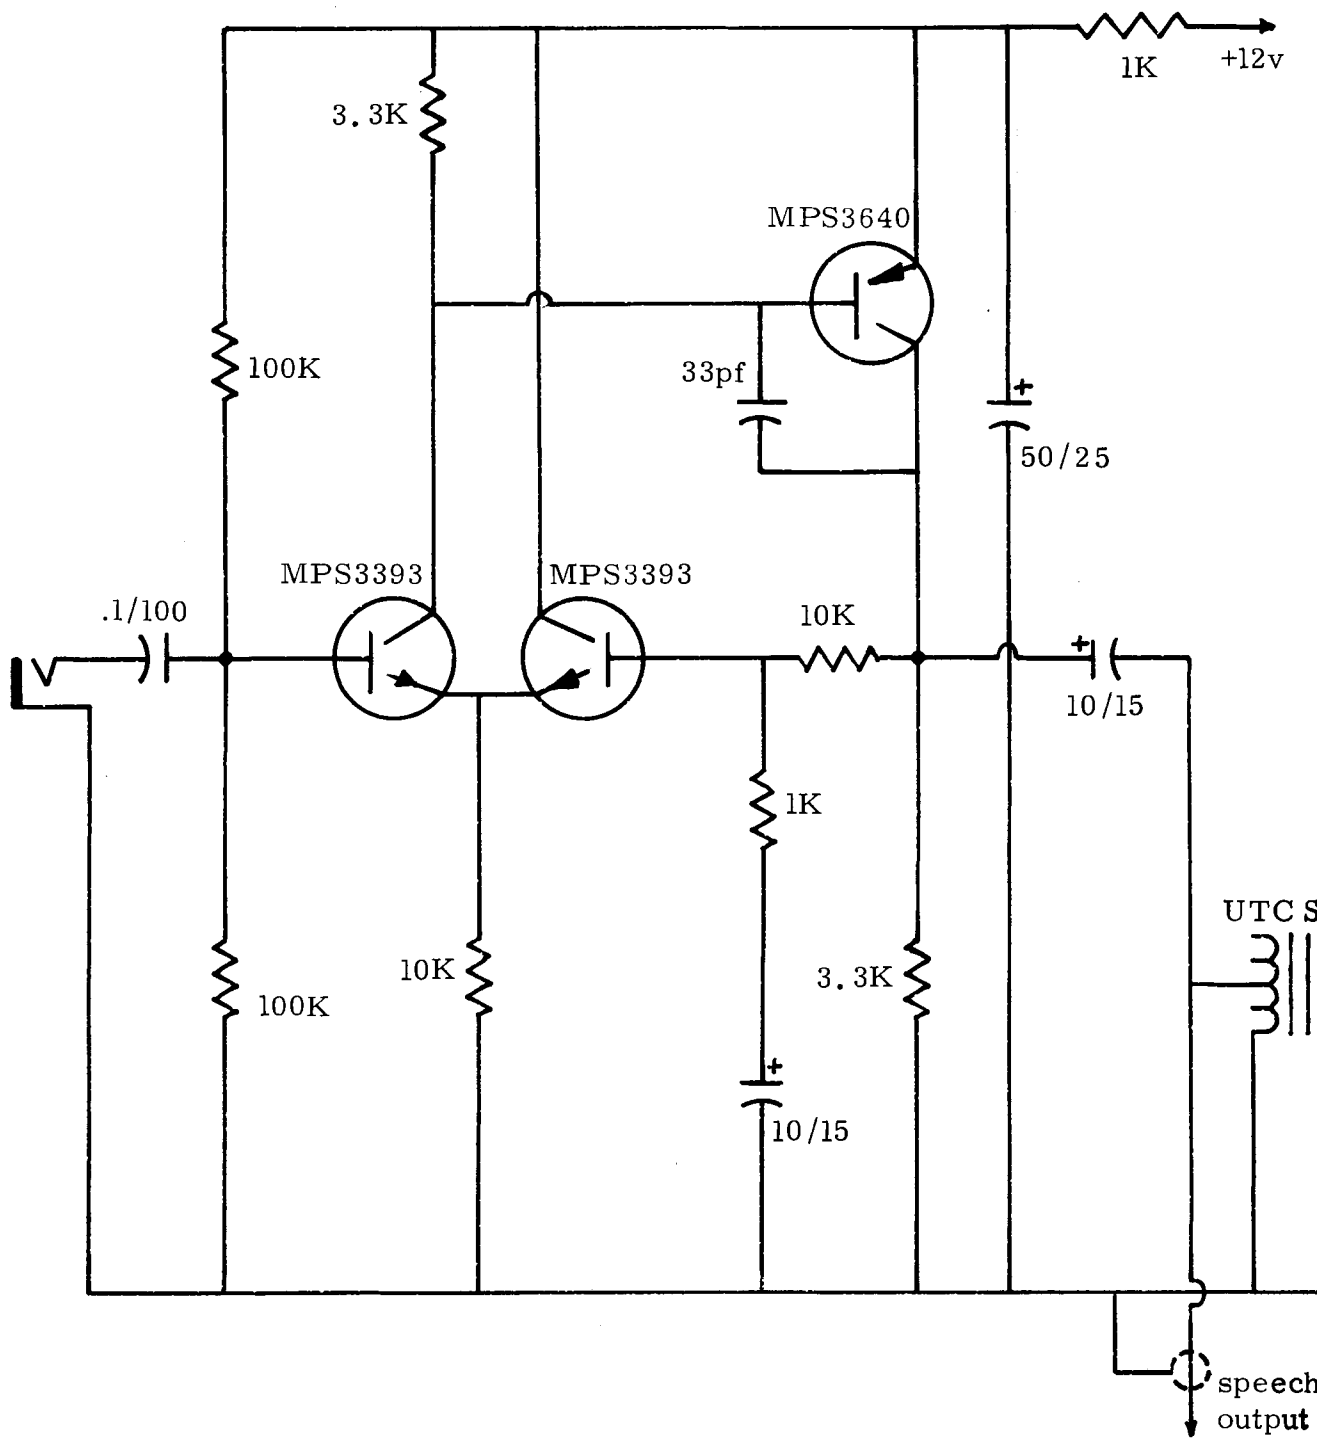 1K
+12v
3.3K
MPS3640
100K
33pf
+
50/25
MPS3393
MPS3393
.1/100
10K
+
10/15
1K
UTC S
10K
3.3K
100K
+
10/15
speech
output